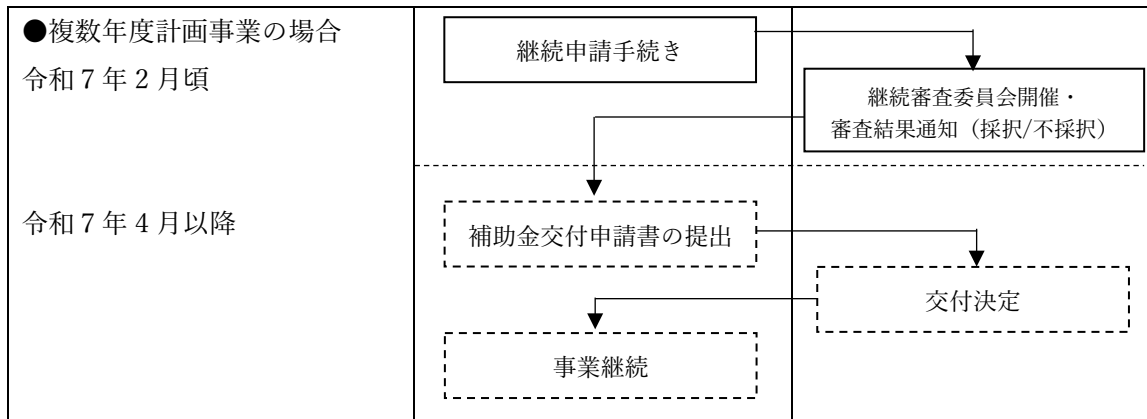 ●複数年度計画事業の場合
令和７年２月頃
継続申請手続き
継続審査委員会開催・
審査結果通知（採択/不採択）
令和７年４月以降
補助金交付申請書の提出
交付決定
事業継続